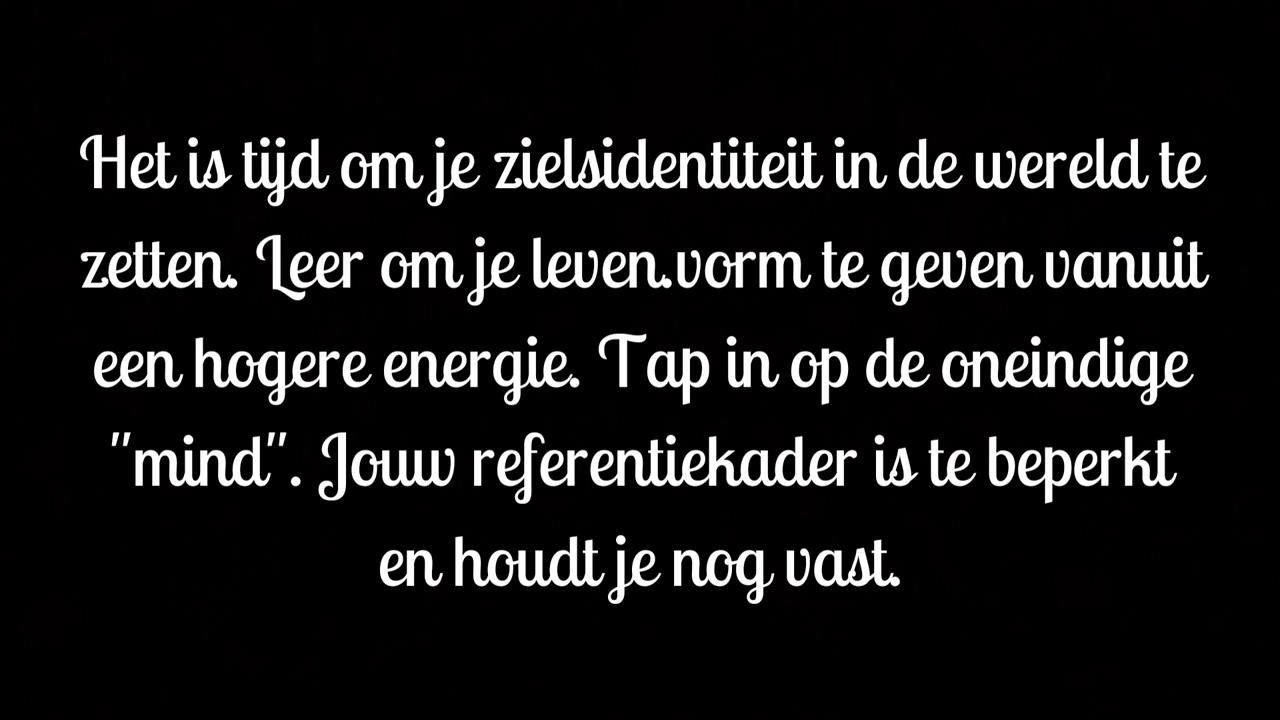 Het is tijd om je zielsidentiteit in de wereld te
zetten. Leer om je leven.vorm te geven vanuit
een hogere energie. Tap in op de oneindige
"mind". Jouw referentiekader is te beperkt
en houdt je nog vast.